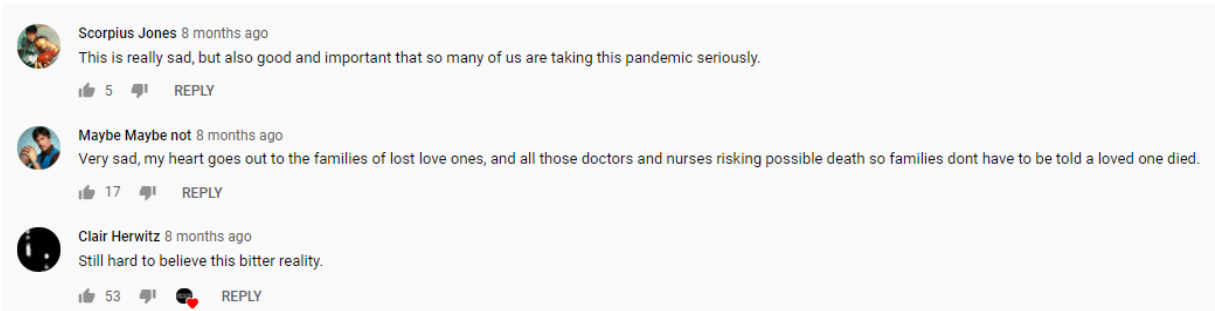 Scorpius Jones 8 months ago
This is really sad, but also good and important that so many of us are taking this pandemic seriously.
5 REPLY
Maybe Maybe not 8 months ago
Very sad, my heart goes out to the families of lost love ones, and all those doctors and nurses risking possible death so families dont have to be told a loved one died.
17 REPLY
Clair Herwitz 8 months ago
Still hard to believe this bitter reality.
53 REPLY